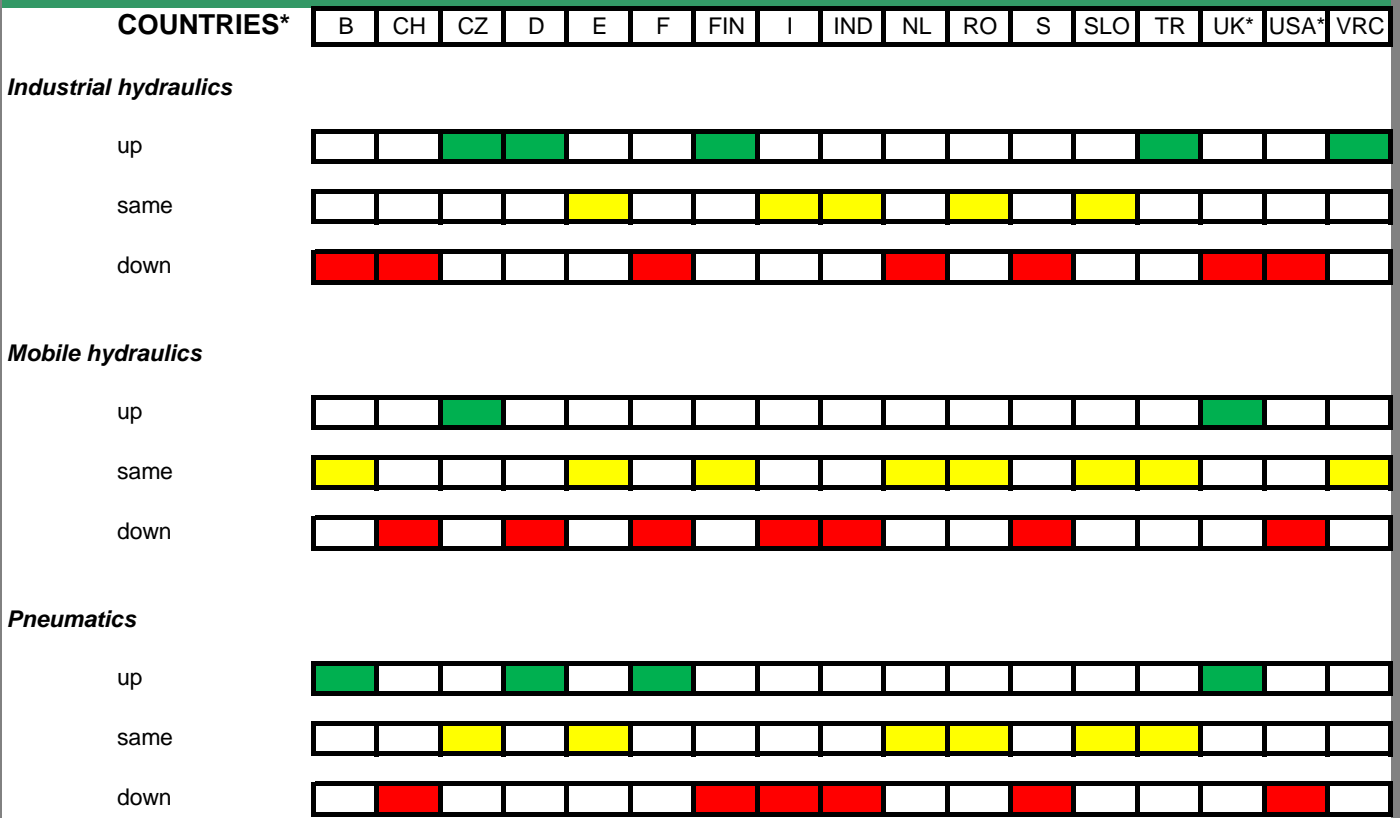 COUNTRIES* B CH CZ D E F FIN I IND NL RO S SLO TR UK* USA* VRC
Industrial hydraulics
up
same
down
Mobile hydraulics
up
same
down
Pneumatics
up
same
down